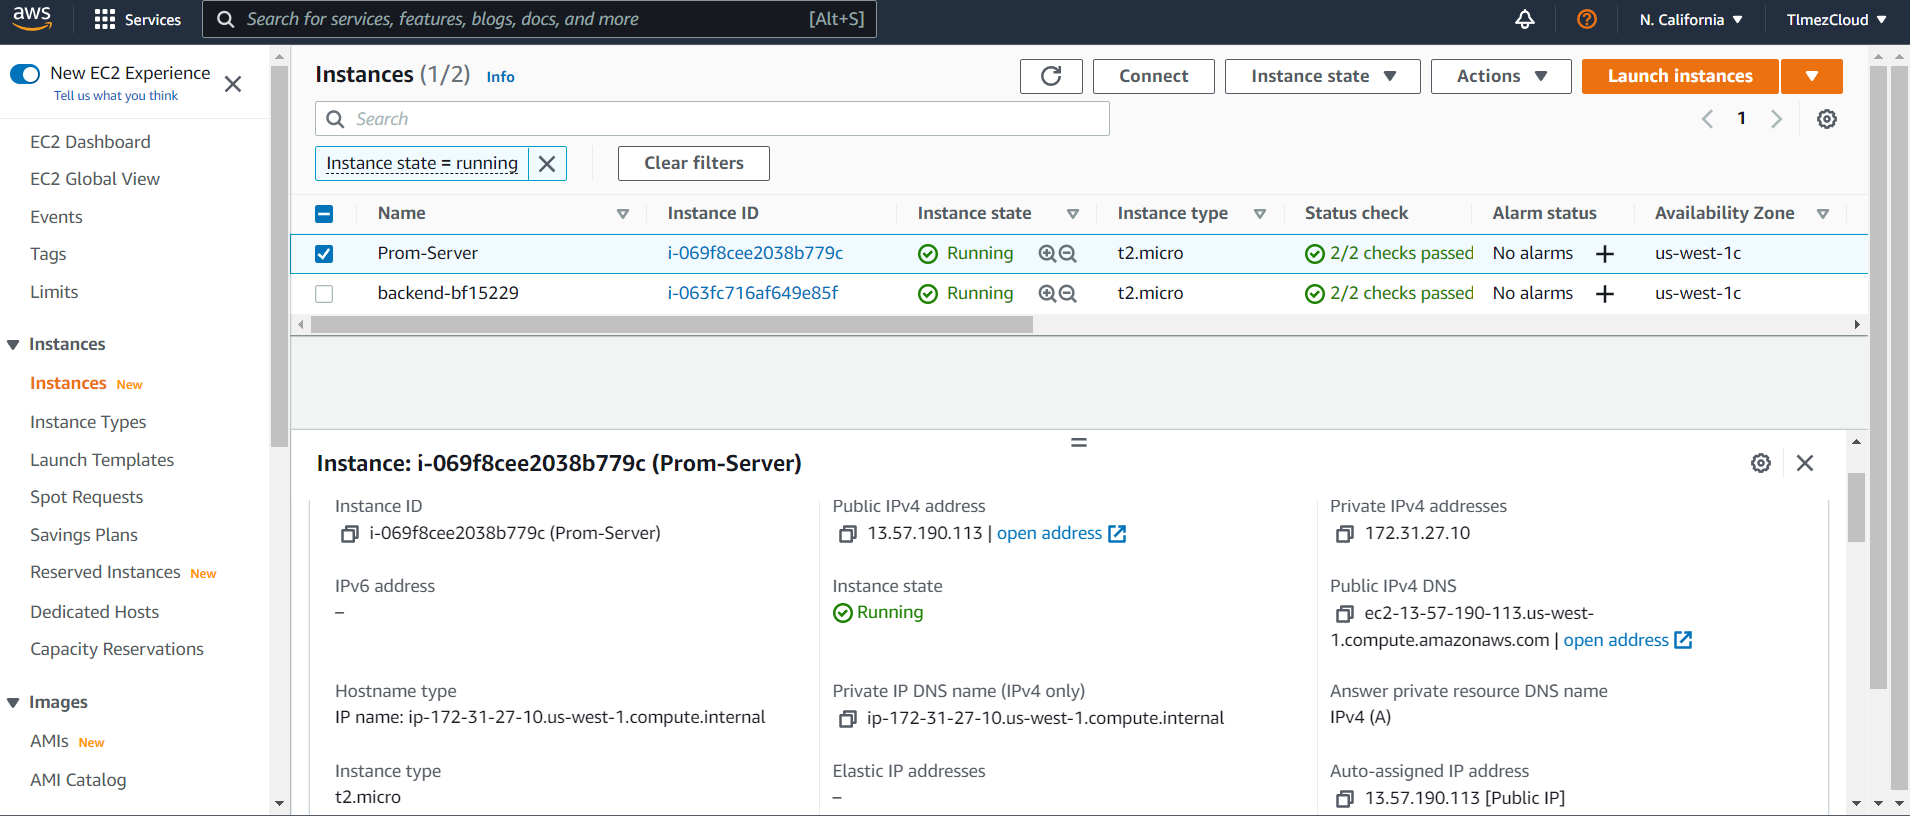 aws Services Search for services, features, blogs, docs, and more [Alt+S] N. California TlmezCloud
New EC2 Experience
Tell us what you think
EC2 Dashboard
EC2 Global View
Events
Tags
Limits
Instances
Instances New
Instance Types
Launch Templates
Spot Requests
Savings Plans
Reserved Instances New
Dedicated Hosts
Capacity Reservations
Images
AMIs New
AMI Catalog
Instances (1/2) Info Connect Instance state Actions Launch instances
Search 1
Instance state = running Clear filters
Name Instance ID Instance state Instance type Status check Alarm status Availability Zone
Prom-Server i-069f8cee2038b779c Running t2.micro 2/2 checks passed No alarms us-west-1c
backend-bf15229 i-063fc716af649e85f Running t2.micro 2/2 checks passed No alarms us-west-1c
Instance: i-069f8cee2038b779c (Prom-Server)
Instance ID
i-069f8cee2038b779c (Prom-Server)
Public IPv4 address
13.57.190.113 | open address
Private IPv4 addresses
172.31.27.10
IPv6 address
–
Instance state
Running
Public IPv4 DNS
ec2-13-57-190-113.us-west-
1.compute.amazonaws.com | open address
Hostname type
IP name: ip-172-31-27-10.us-west-1.compute.internal
Private IP DNS name (IPv4 only)
ip-172-31-27-10.us-west-1.compute.internal
Answer private resource DNS name
IPv4 (A)
Instance type
t2.micro
Elastic IP addresses
–
Auto-assigned IP address
13.57.190.113 [Public IP]